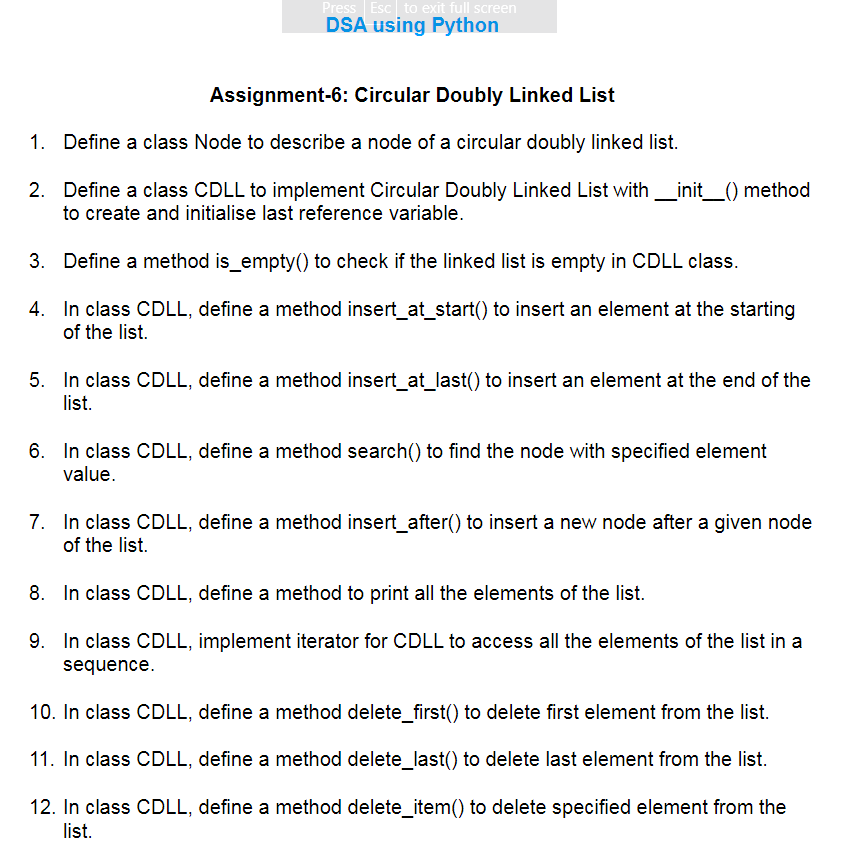 Press Esc to exit full screen
DSA using Python
Assignment-6: Circular Doubly Linked List
1. Define a class Node to describe a node of a circular doubly linked list.
2. Define a class CDLL to implement Circular Doubly Linked List with __init__() method
to create and initialise last reference variable.
3. Define a method is_empty() to check if the linked list is empty in CDLL class.
4. In class CDLL, define a method insert_at_start() to insert an element at the starting
of the list.
5. In class CDLL, define a method insert_at_last() to insert an element at the end of the
list.
6. In class CDLL, define a method search() to find the node with specified element
value.
7. In class CDLL, define a method insert_after() to insert a new node after a given node
of the list.
8. In class CDLL, define a method to print all the elements of the list.
9. In class CDLL, implement iterator for CDLL to access all the elements of the list in a
sequence.
10. In class CDLL, define a method delete_first() to delete first element from the list.
11. In class CDLL, define a method delete_last() to delete last element from the list.
12. In class CDLL, define a method delete_item() to delete specified element from the
list.